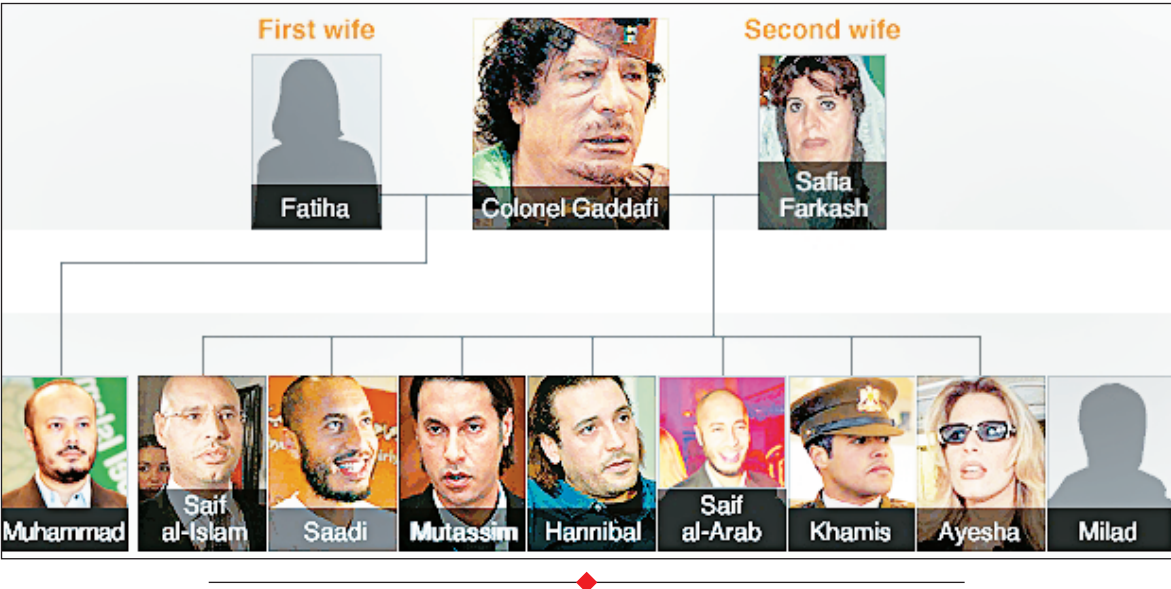 First wife
Second wife
Fatiha
Colonel Gaddafi
Safia
Farkash
Muhammad
Saif
al-Islam
Saadi
Mutassim
Hannibal
Saif
al-Arab
Khamis
Ayesha
Milad